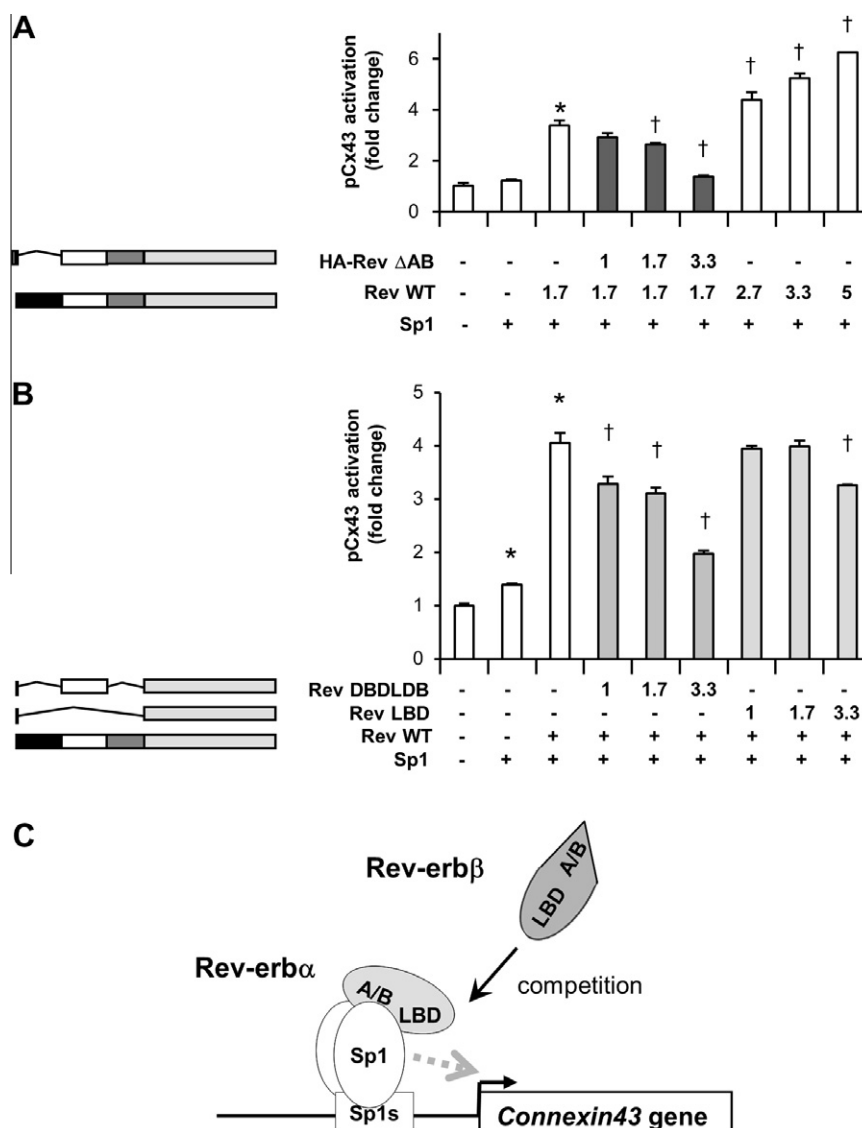 A
pCx43 activation
(fold change)
6
4
2
0
*
†
†
†
†
†
HA-Rev ΔAB - - - 1 1.7 3.3 - - -
Rev WT - - 1.7 1.7 1.7 1.7 2.7 3.3 5
Sp1 - + + + + + + + +
B
pCx43 activation
(fold change)
5
4
3
2
1
0
*
*
†
†
†
†
Rev DBDLDB - - - 1 1.7 3.3 - - -
Rev LBD - - - - - - 1 1.7 3.3
Rev WT - - + + + + + + +
Sp1 - + + + + + + + +
C
Rev-erbβ
A/B
LBD
Rev-erbα
competition
A/B
LBD
Sp1
Sp1s
Connexin43 gene